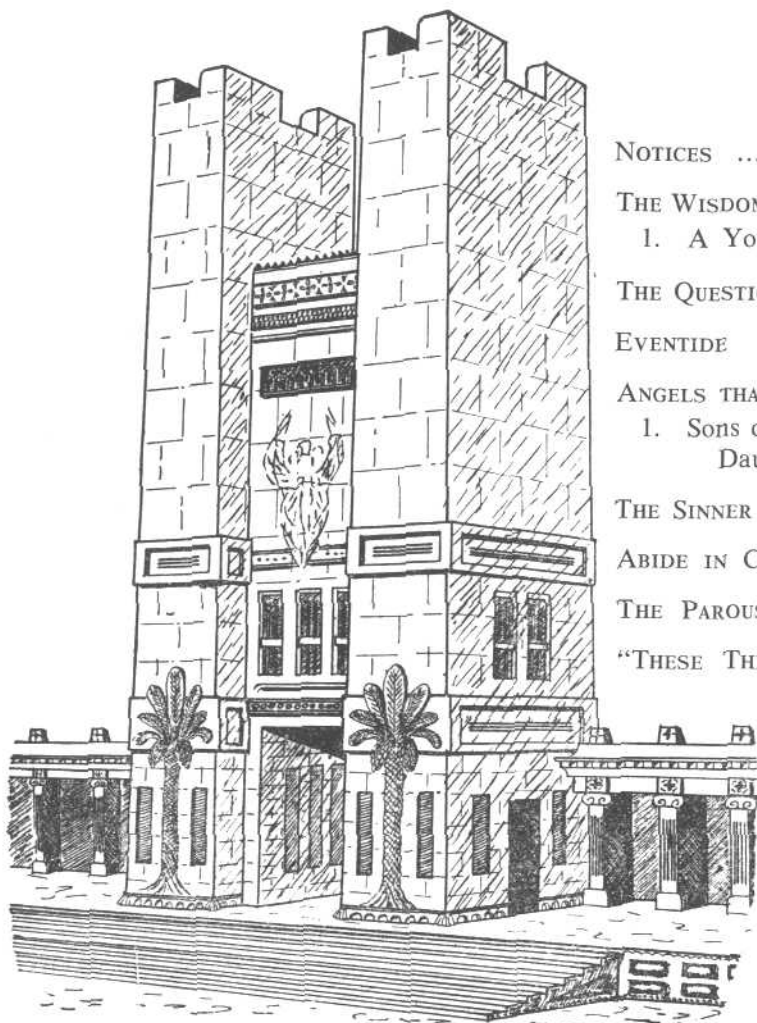 NOTICES ...
THE WISDOM
1. A Yo
THE QUESTI
EVENTIDE
ANGELS THA
1. Sons
Dau
THE SINNER
ABIDE IN C
THE PAROUS
"THESE TH